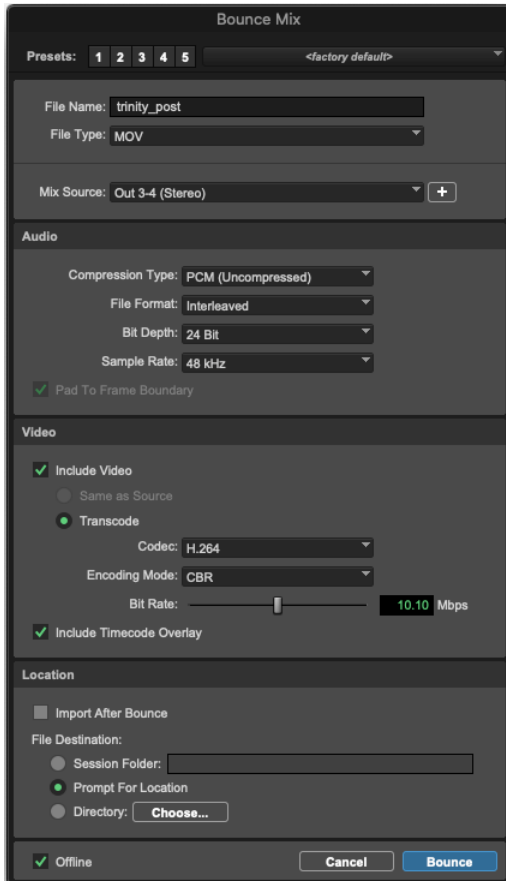 Bounce Mix
Presets: 1 2 3 4 5 <factory default>
File Name: trinity_post
File Type: MOV
Mix Source: Out 3-4 (Stereo) +
Audio
Compression Type: PCM (Uncompressed)
File Format: Interleaved
Bit Depth: 24 Bit
Sample Rate: 48 kHz
Pad To Frame Boundary
Video
Include Video
Same as Source
Transcode
Codec: H.264
Encoding Mode: CBR
Bit Rate: 10.10 Mbps
Include Timecode Overlay
Location
Import After Bounce
File Destination:
Session Folder:
Prompt For Location
Directory: Choose...
Offline Cancel Bounce